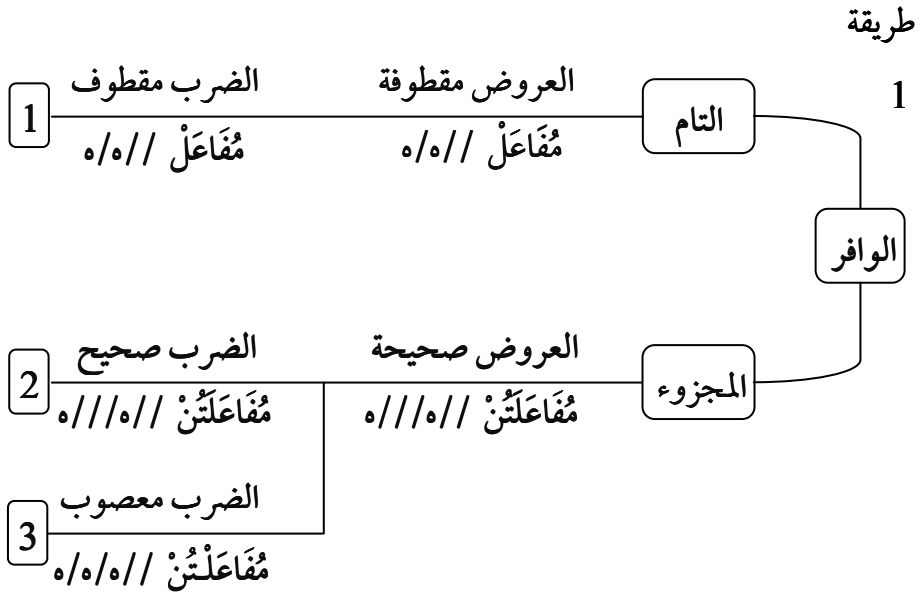 طريقة
1
الوافر
التام
العروض مقطوفة
مُفَاعَلْ //ه/ه
الضرب مقطوف
مُفَاعَلْ //ه/ه
1
المجزوء
العروض صحيحة
مُفَاعَلَتُنْ //ه///ه
الضرب صحيح
مُفَاعَلَتُنْ //ه///ه
2
الضرب معصوب
مُفَاعَلْتُنْ //ه/ه/ه
3